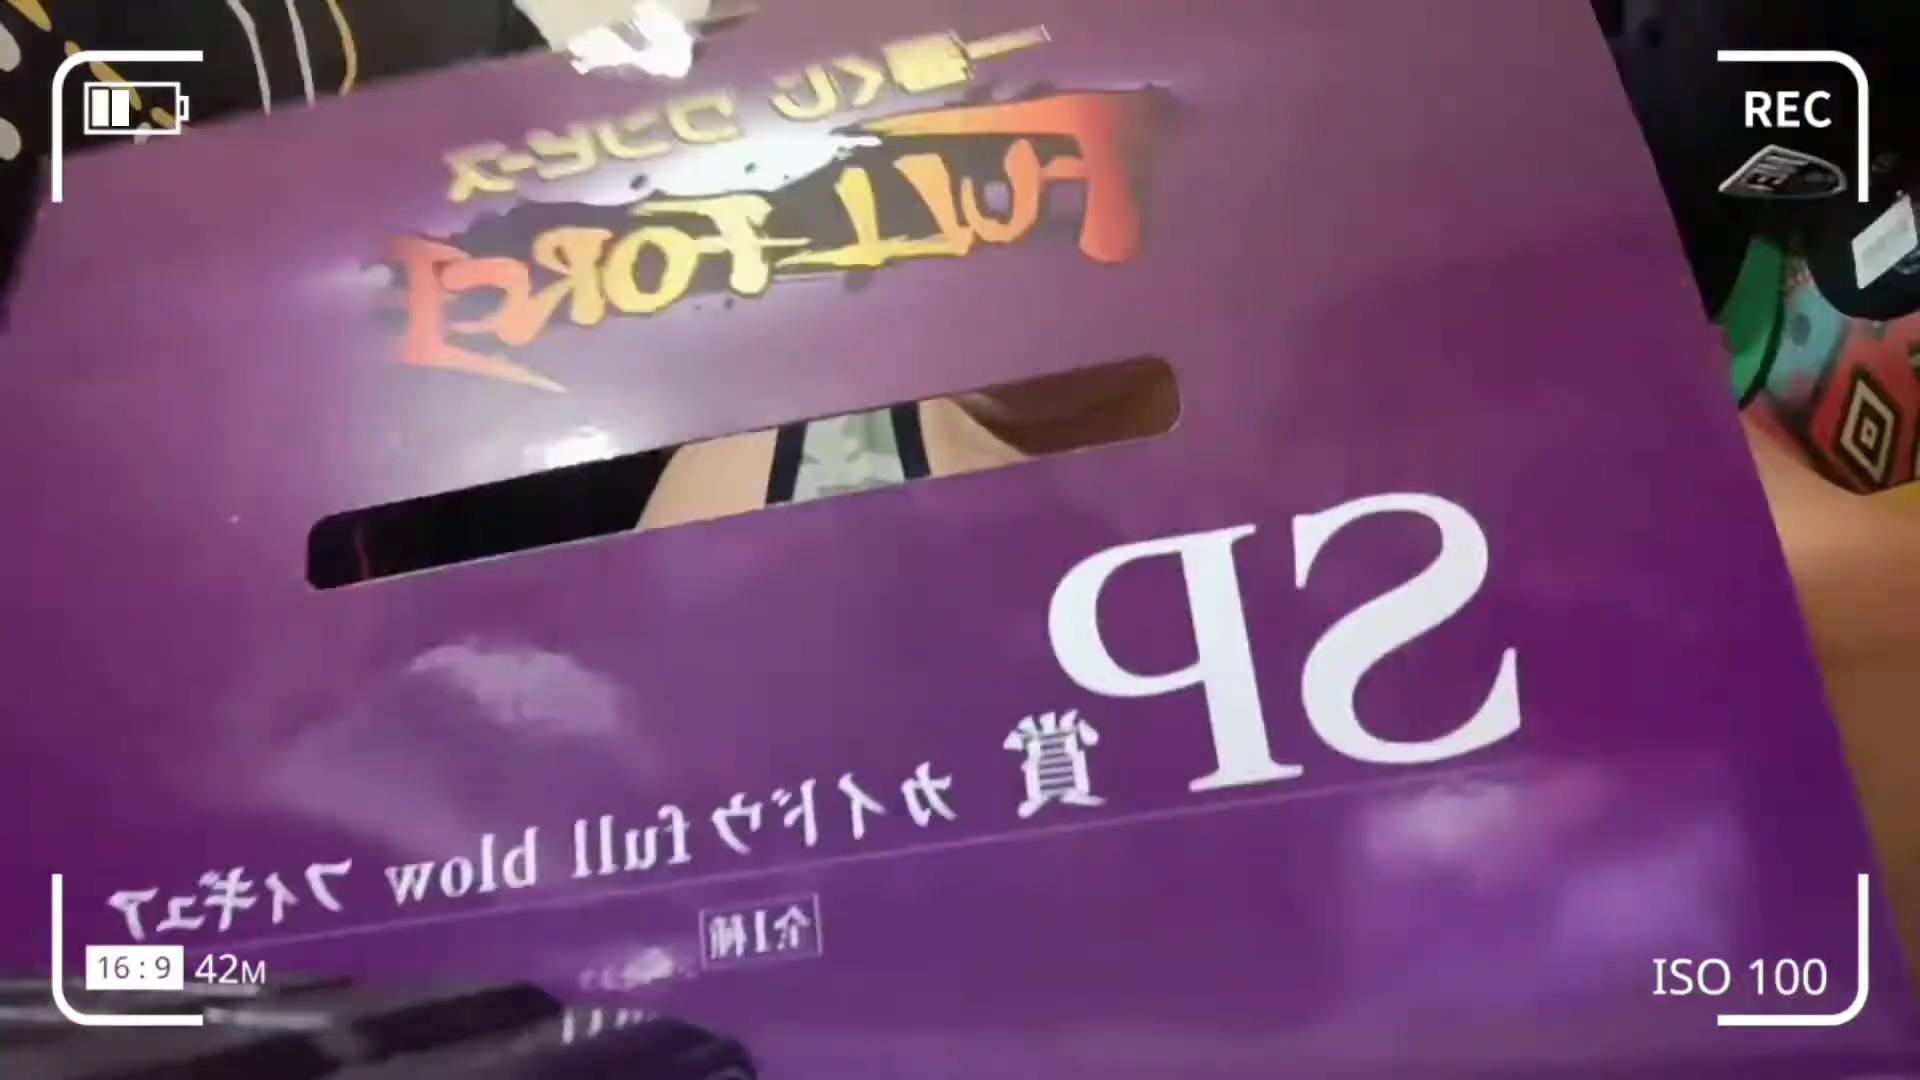 REC
一番くじ ワンピース
FULL FORCE
SP賞 カイドウ full blow フィギュア
全1種
16:9 42M
ISO 100